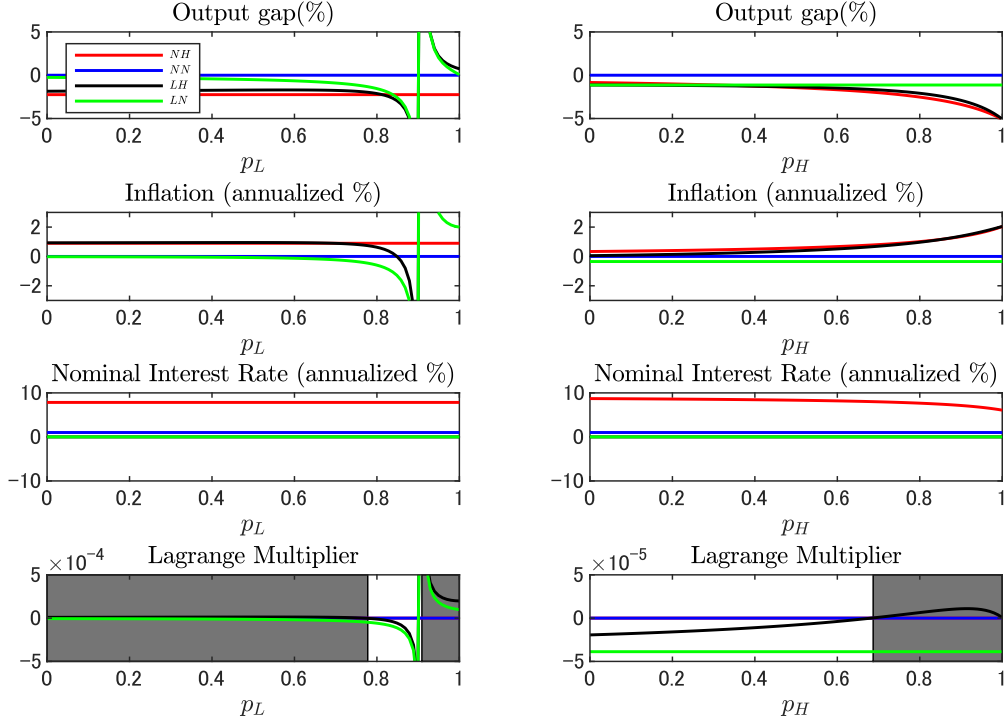 Output gap(%)
5
0
-5
NH
NN
LH
LN
0 0.2 0.4 0.6 0.8 1
p_L
Output gap(%)
5
0
-5
0 0.2 0.4 0.6 0.8 1
p_H
Inflation (annualized %)
2
0
-2
0 0.2 0.4 0.6 0.8 1
p_L
Inflation (annualized %)
2
0
-2
0 0.2 0.4 0.6 0.8 1
p_H
Nominal Interest Rate (annualized %)
10
0
-10
0 0.2 0.4 0.6 0.8 1
p_L
Nominal Interest Rate (annualized %)
10
0
-10
0 0.2 0.4 0.6 0.8 1
p_H
Lagrange Multiplier
×10⁻⁴
5
0
-5
0 0.2 0.4 0.6 0.8 1
p_L
Lagrange Multiplier
×10⁻⁵
5
0
-5
0 0.2 0.4 0.6 0.8 1
p_H